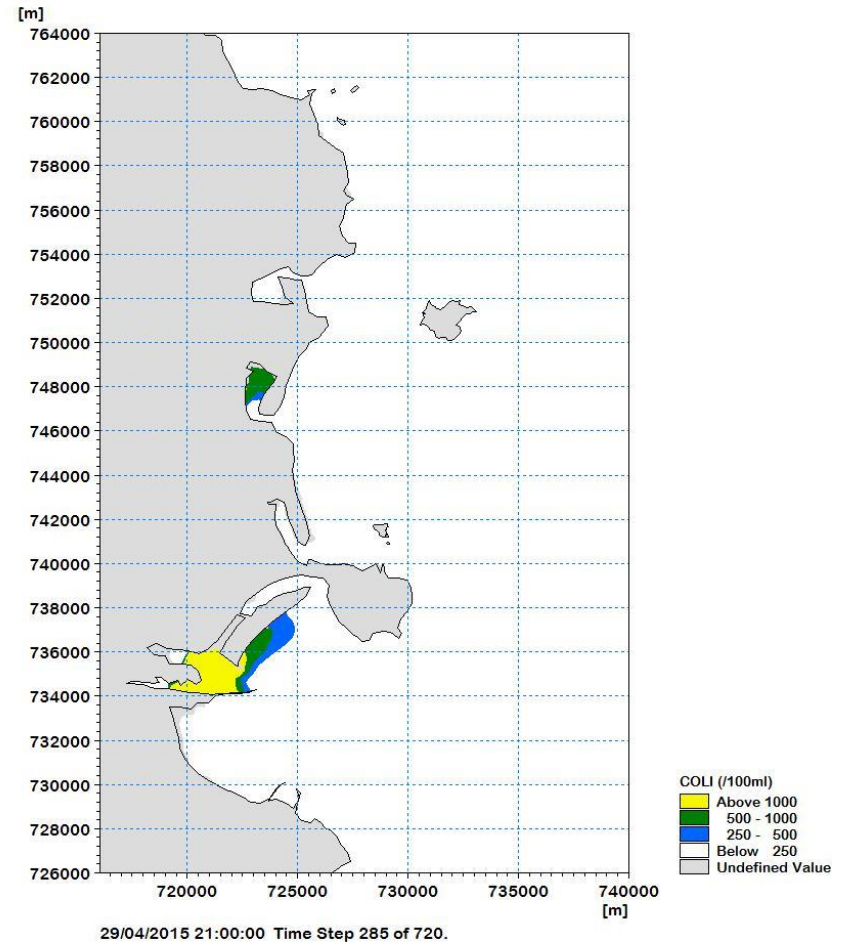 [m]
764000
762000
760000
758000
756000
754000
752000
750000
748000
746000
744000
742000
740000
738000
736000
734000
732000
730000
728000
726000
720000 725000 730000 735000 740000
[m]
COLI (/100ml)
Above 1000
500 - 1000
250 - 500
Below 250
Undefined Value
29/04/2015 21:00:00 Time Step 285 of 720.